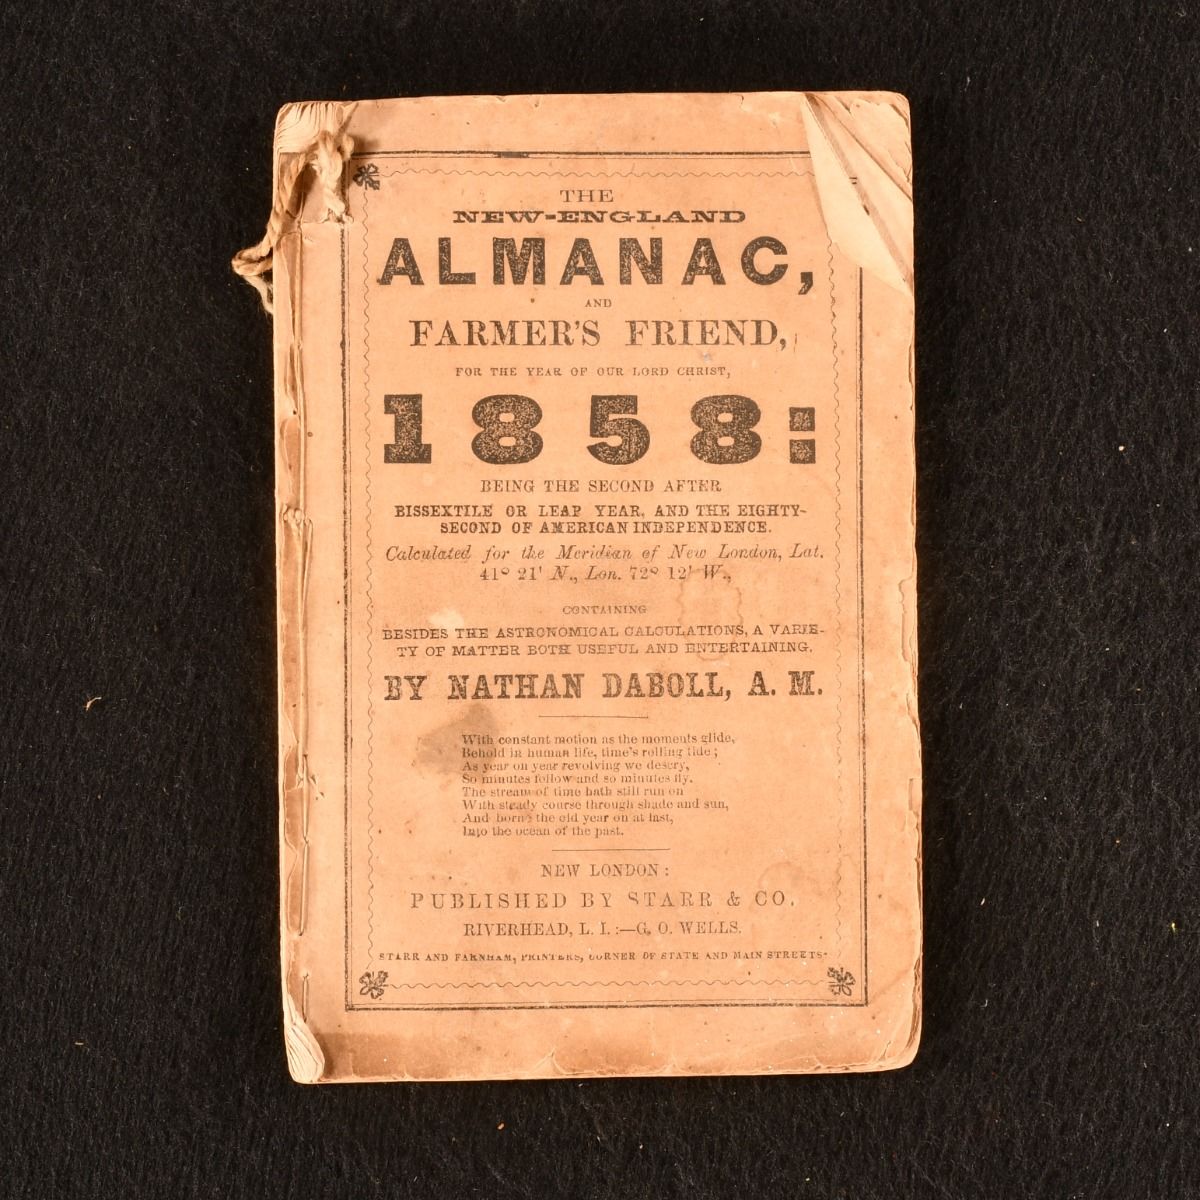 THE
NEW-ENGLAND
ALMANAC,
AND
FARMER'S FRIEND,
FOR THE YEAR OF OUR LORD CHRIST,
1858:
BEING THE SECOND AFTER
BISSEXTILE OR LEAP YEAR, AND THE EIGHTY-
SECOND OF AMERICAN INDEPENDENCE.
Calculated for the Meridian of New London, Lat.
41° 21' N., Lon. 72° 12' W.,
CONTAINING
BESIDES THE ASTRONOMICAL CALCULATIONS, A VARIE-
TY OF MATTER BOTH USEFUL AND ENTERTAINING.
BY NATHAN DABOLL, A. M.
With constant motion as the moments glide,
Behold in human life, time's rolling tide;
As year on year revolving we descry,
So minutes follow and so minutes fly.
The stream of time hath still run on
With steady course through shade and sun,
And borne the old year on at last,
Into the ocean of the past.
NEW LONDON:
PUBLISHED BY STARR & CO.
RIVERHEAD, L. I.:—G. O. WELLS.
STARR AND FARNHAM, PRINTERS, CORNER OF STATE AND MAIN STREETS.